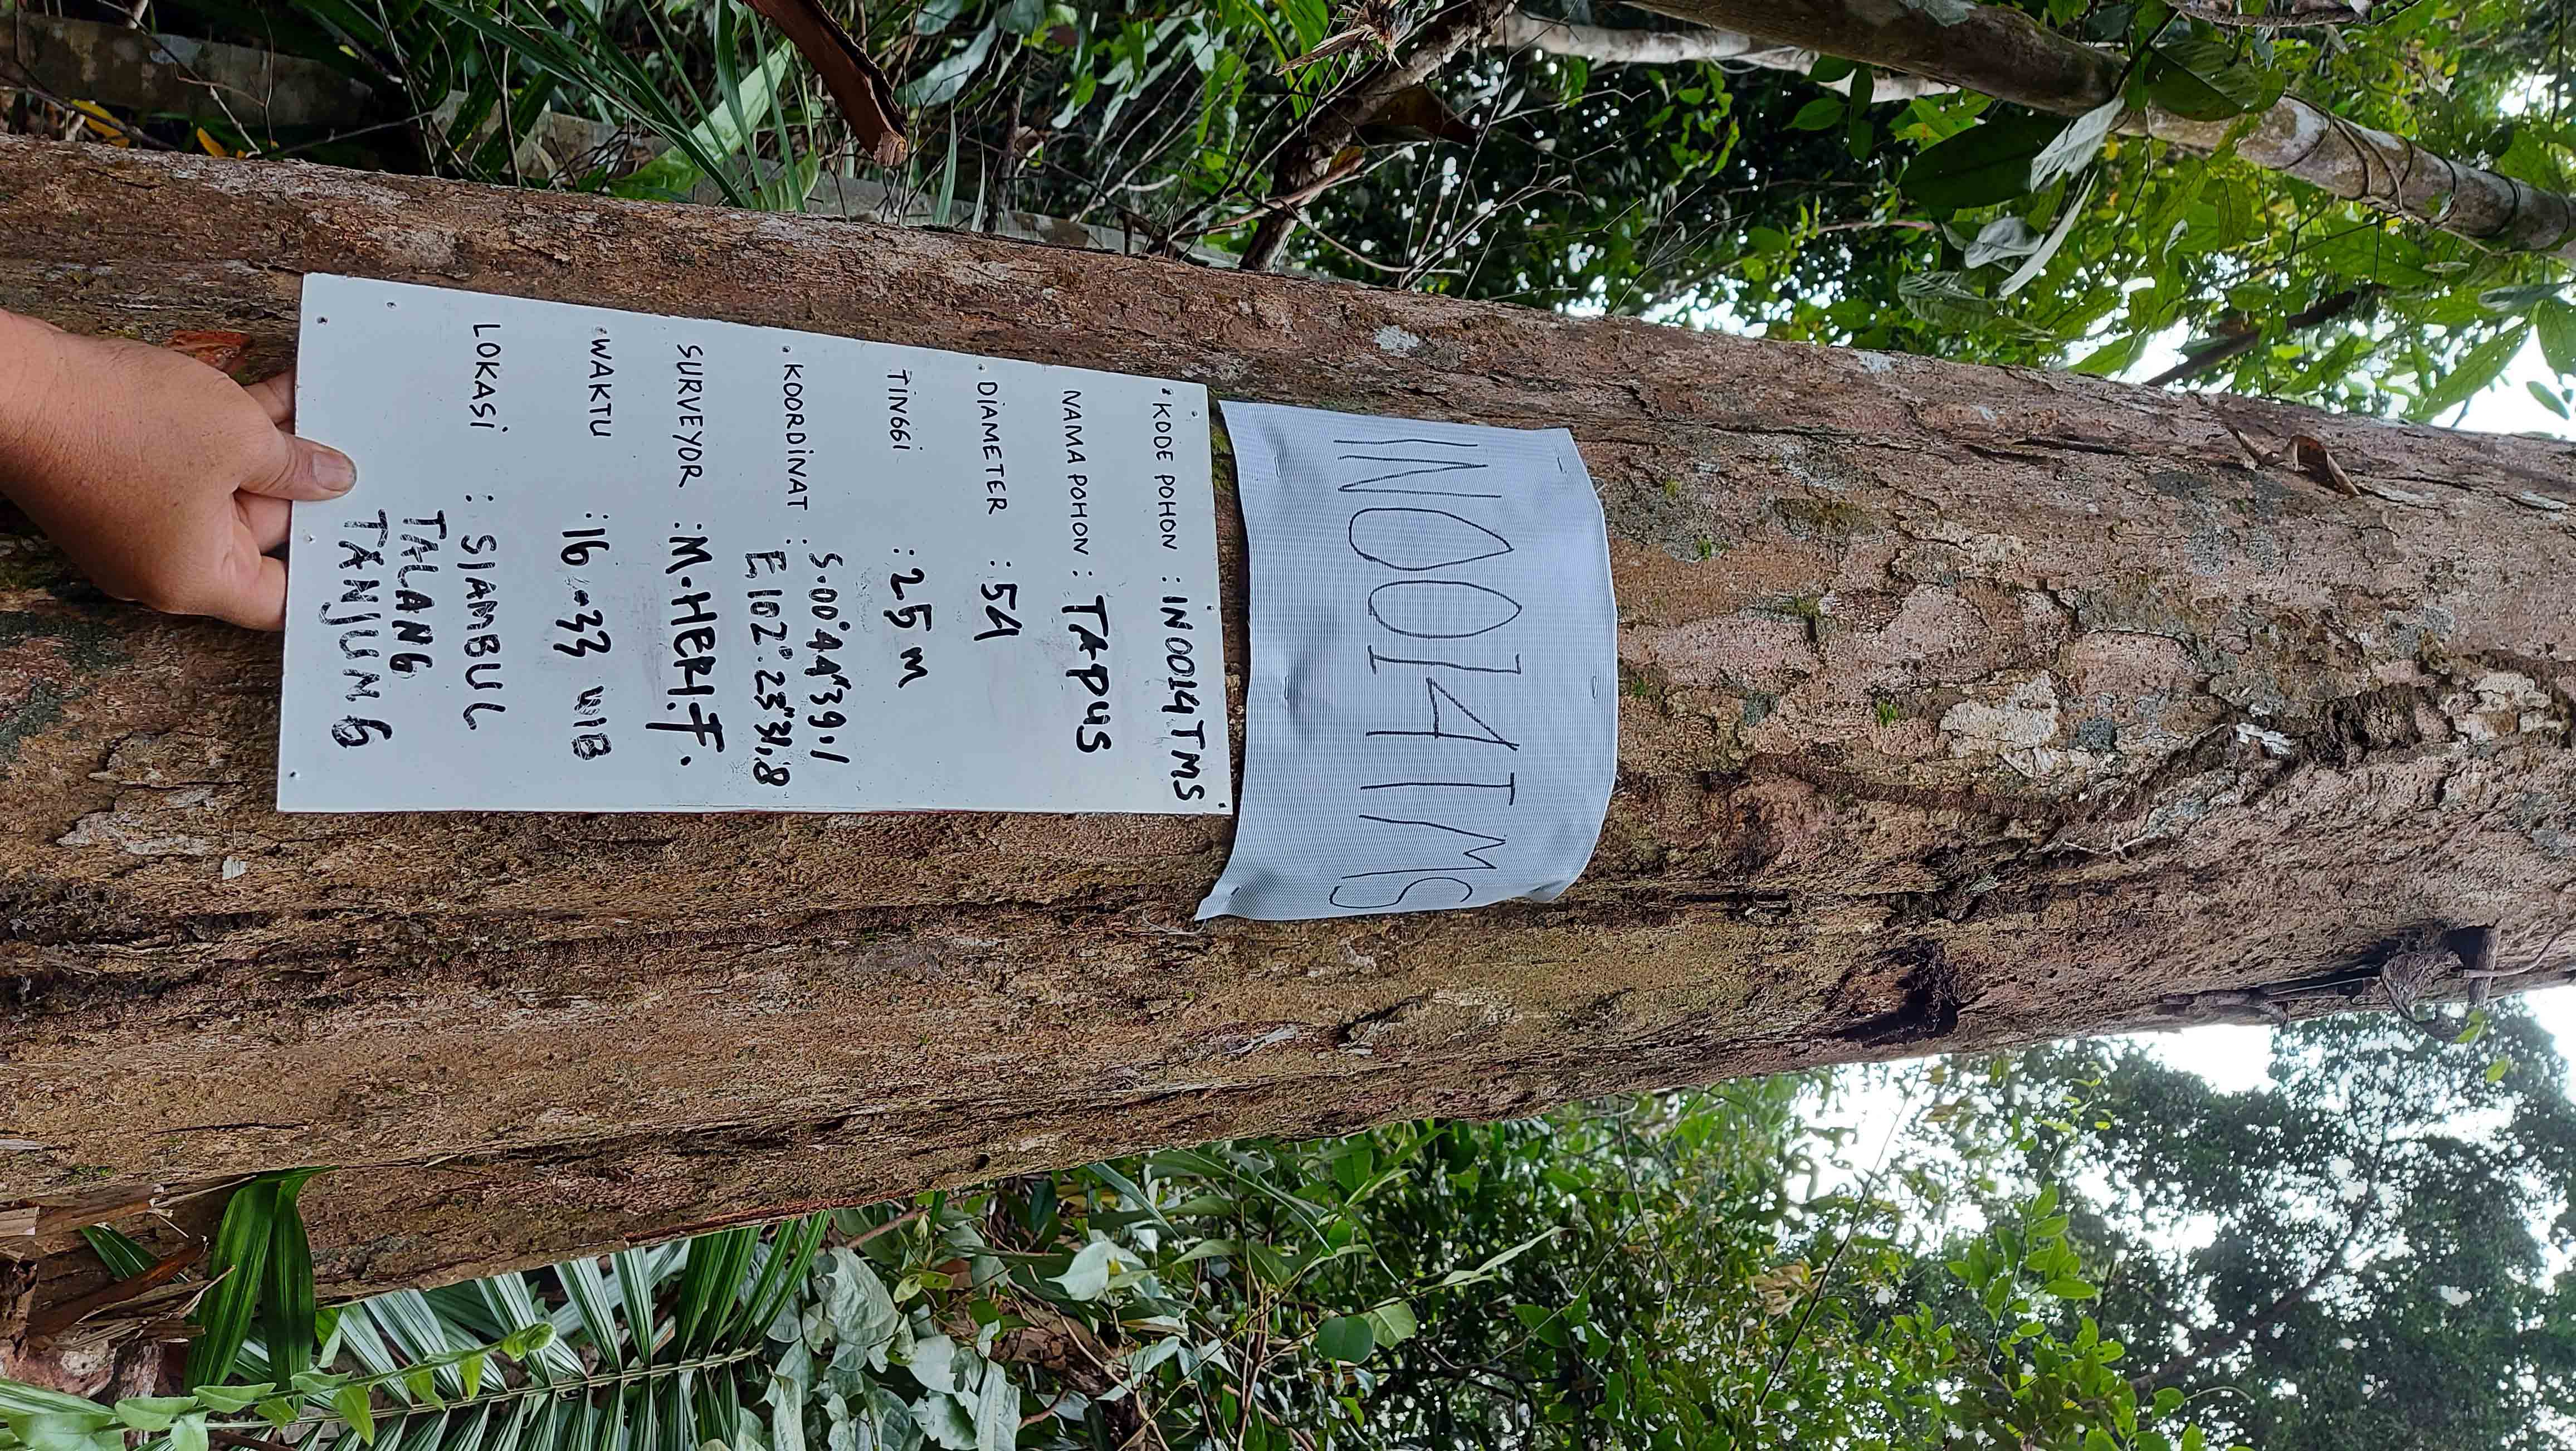 IN0014TMS
KODE POHON : IN0014TMS
NAMA POHON : TAPUS
DIAMETER : 54
TINGGI : 25 m
KOORDINAT : S.00°44"39.1
E.102°.23"31,8
SURVEYOR : M.HERI.F.
WAKTU : 16.33 WIB
LOKASI : SIAMBUL
TALANG
TANJUNG